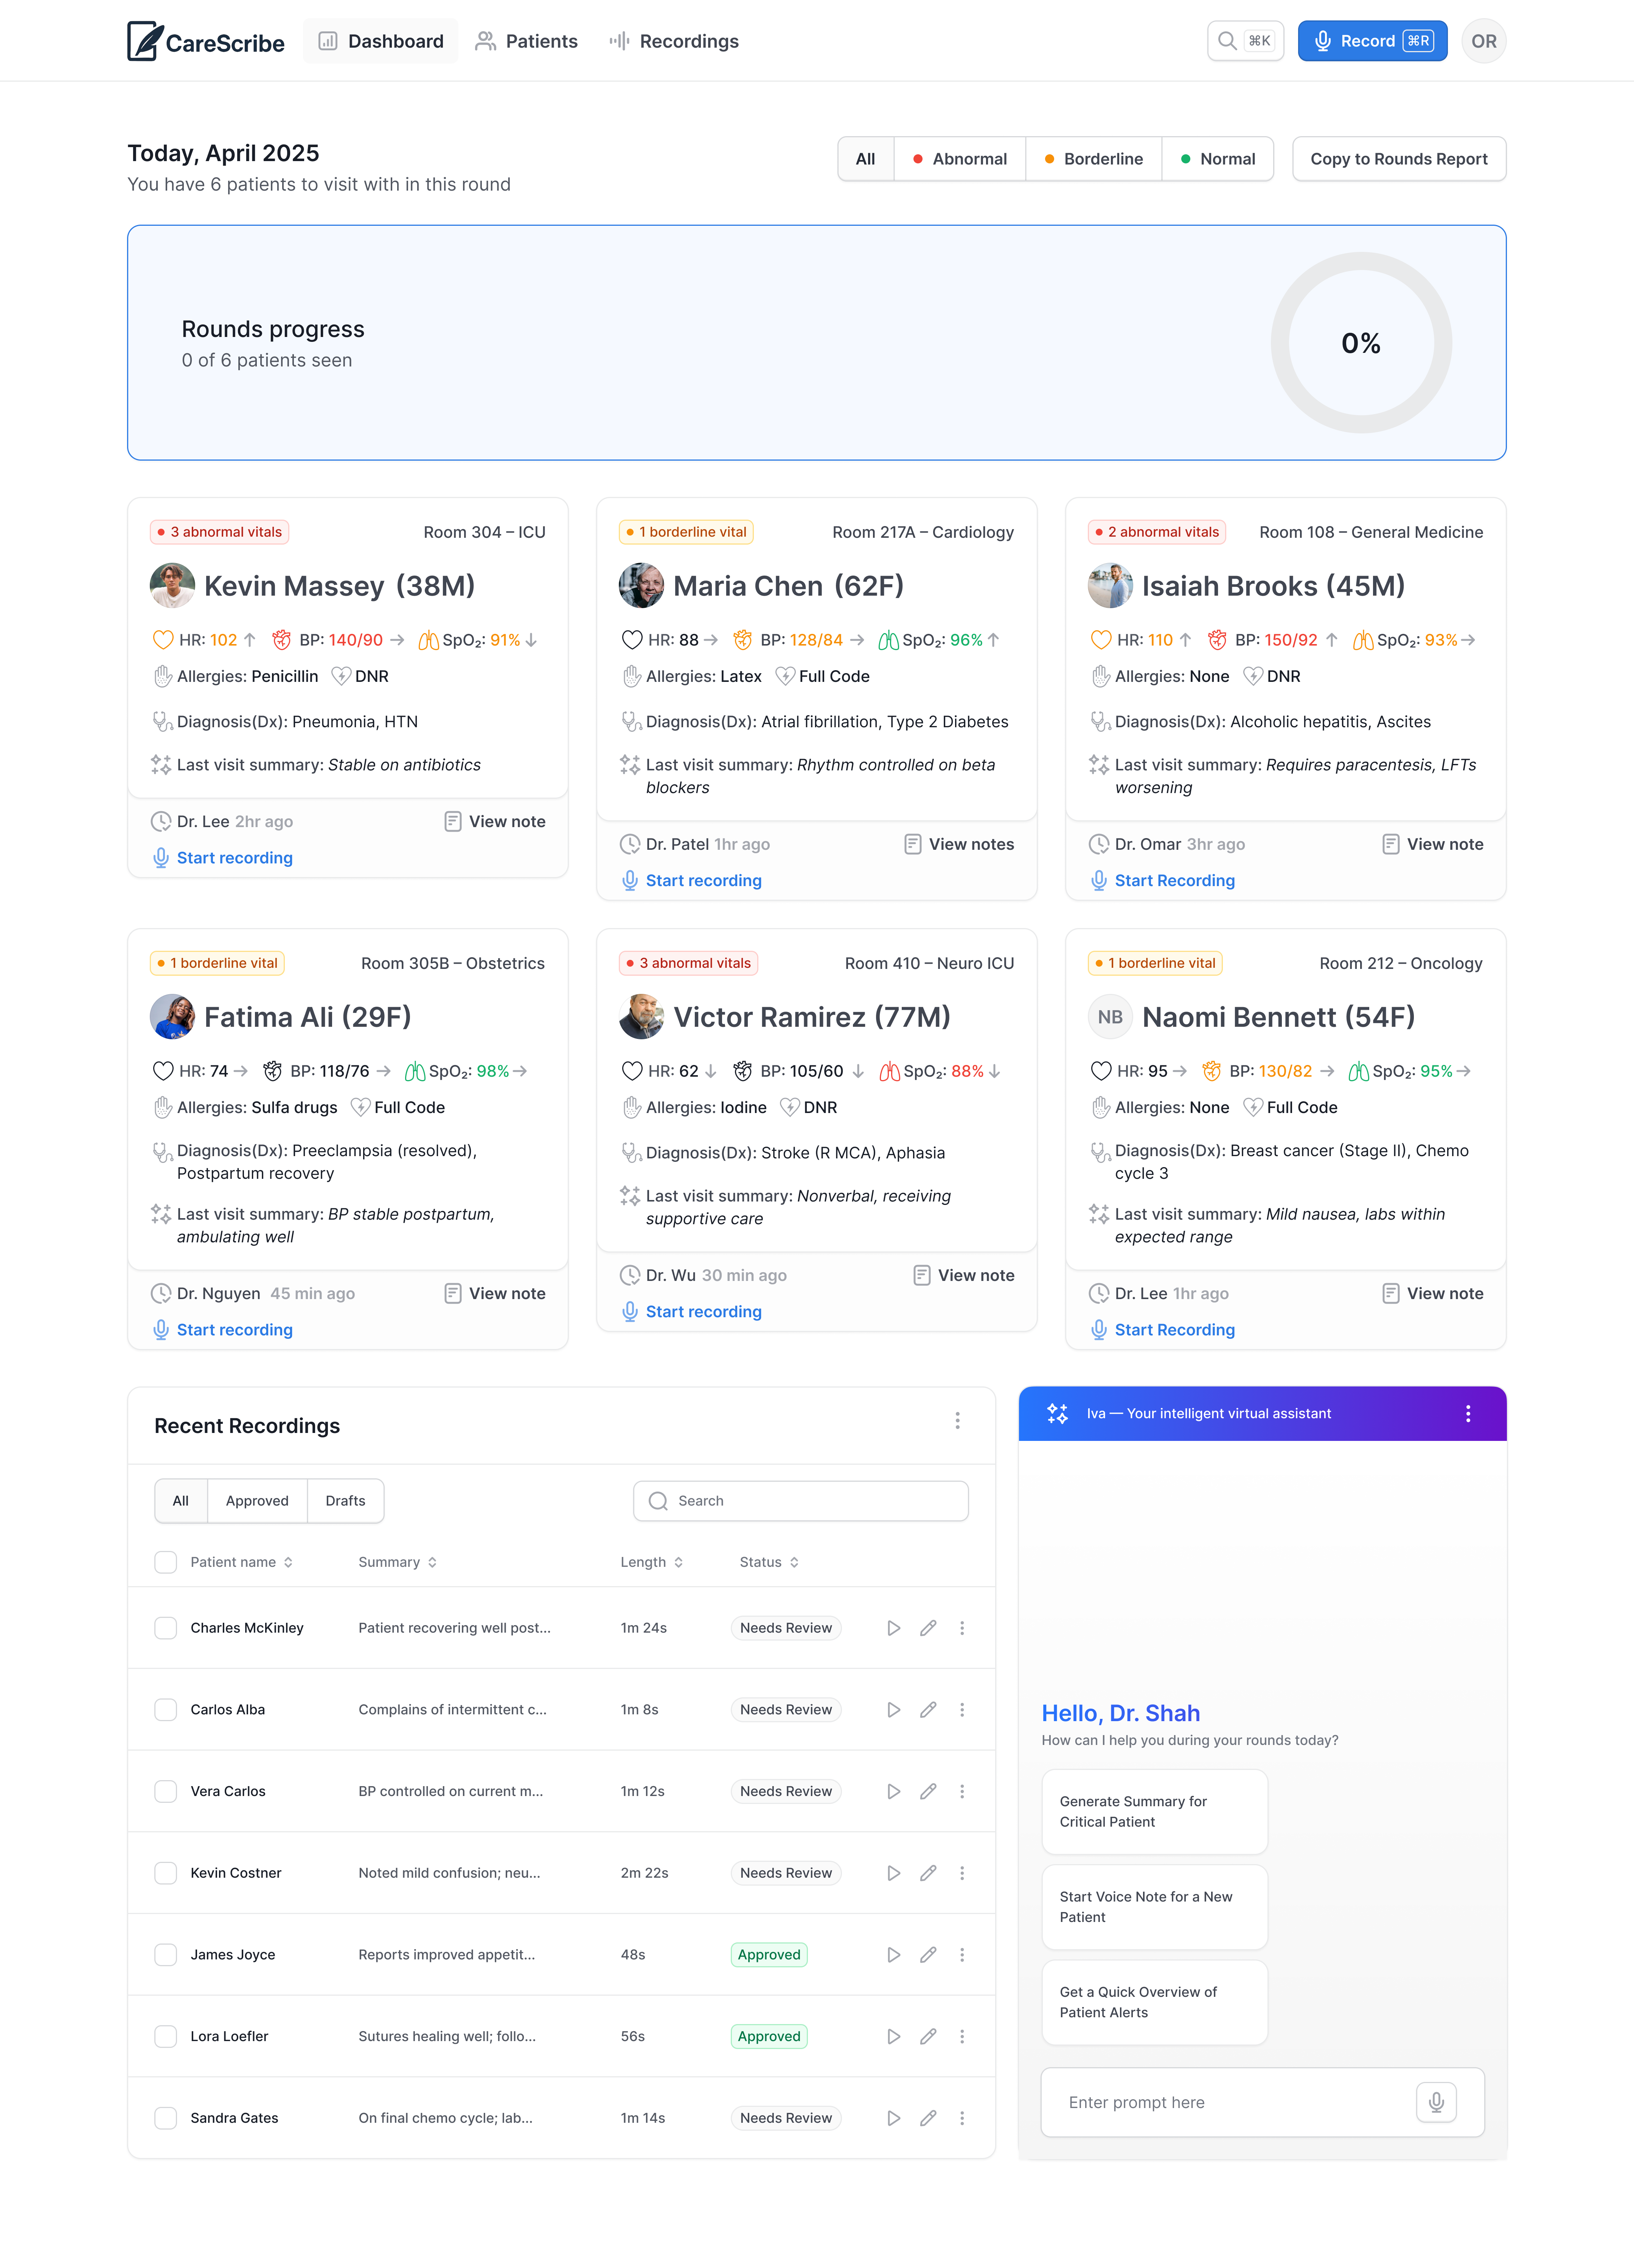 CareScribe Dashboard Patients Recordings ⌘K Record ⌘R OR
Today, April 2025
You have 6 patients to visit with in this round
All Abnormal Borderline Normal Copy to Rounds Report
Rounds progress
0 of 6 patients seen
0%
3 abnormal vitals Room 304 – ICU
Kevin Massey (38M)
HR: 102 ↑ BP: 140/90 → SpO₂: 91% ↓
Allergies: Penicillin DNR
Diagnosis(Dx): Pneumonia, HTN
Last visit summary: Stable on antibiotics
Dr. Lee 2hr ago View note
Start recording
1 borderline vital Room 217A – Cardiology
Maria Chen (62F)
HR: 88 → BP: 128/84 → SpO₂: 96% ↑
Allergies: Latex Full Code
Diagnosis(Dx): Atrial fibrillation, Type 2 Diabetes
Last visit summary: Rhythm controlled on beta
blockers
Dr. Patel 1hr ago View notes
Start recording
2 abnormal vitals Room 108 – General Medicine
Isaiah Brooks (45M)
HR: 110 ↑ BP: 150/92 ↑ SpO₂: 93% →
Allergies: None DNR
Diagnosis(Dx): Alcoholic hepatitis, Ascites
Last visit summary: Requires paracentesis, LFTs
worsening
Dr. Omar 3hr ago View note
Start Recording
1 borderline vital Room 305B – Obstetrics
Fatima Ali (29F)
HR: 74 → BP: 118/76 → SpO₂: 98% →
Allergies: Sulfa drugs Full Code
Diagnosis(Dx): Preeclampsia (resolved),
Postpartum recovery
Last visit summary: BP stable postpartum,
ambulating well
Dr. Nguyen 45 min ago View note
Start recording
3 abnormal vitals Room 410 – Neuro ICU
Victor Ramirez (77M)
HR: 62 ↓ BP: 105/60 ↓ SpO₂: 88% ↓
Allergies: Iodine DNR
Diagnosis(Dx): Stroke (R MCA), Aphasia
Last visit summary: Nonverbal, receiving
supportive care
Dr. Wu 30 min ago View note
Start recording
1 borderline vital Room 212 – Oncology
NB Naomi Bennett (54F)
HR: 95 → BP: 130/82 → SpO₂: 95% →
Allergies: None Full Code
Diagnosis(Dx): Breast cancer (Stage II), Chemo
cycle 3
Last visit summary: Mild nausea, labs within
expected range
Dr. Lee 1hr ago View note
Start Recording
Recent Recordings
All Approved Drafts Search
Patient name Summary Length Status
Charles McKinley Patient recovering well post... 1m 24s Needs Review
Carlos Alba Complains of intermittent c... 1m 8s Needs Review
Vera Carlos BP controlled on current m... 1m 12s Needs Review
Kevin Costner Noted mild confusion; neu... 2m 22s Needs Review
James Joyce Reports improved appetit... 48s Approved
Lora Loefler Sutures healing well; follo... 56s Approved
Sandra Gates On final chemo cycle; lab... 1m 14s Needs Review
Iva — Your intelligent virtual assistant
Hello, Dr. Shah
How can I help you during your rounds today?
Generate Summary for
Critical Patient
Start Voice Note for a New
Patient
Get a Quick Overview of
Patient Alerts
Enter prompt here